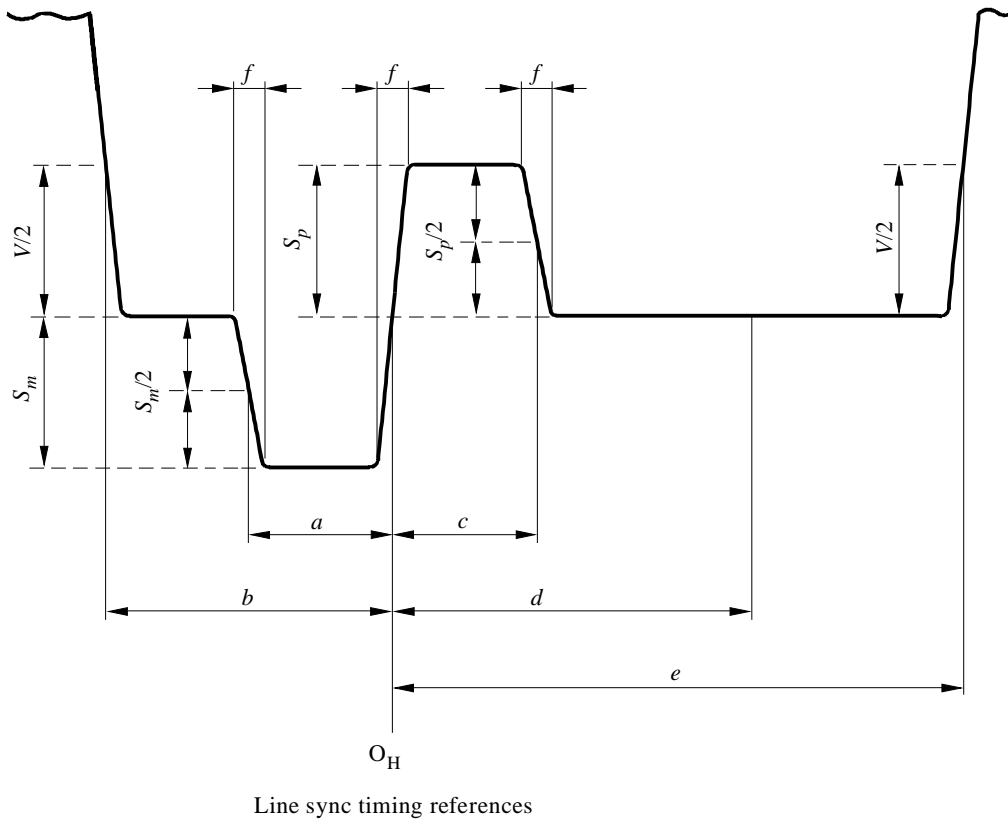 f f f
V/2
S_p
S_p/2
V/2
S_m
S_m/2
a c
b d
e
O_H
Line sync timing references